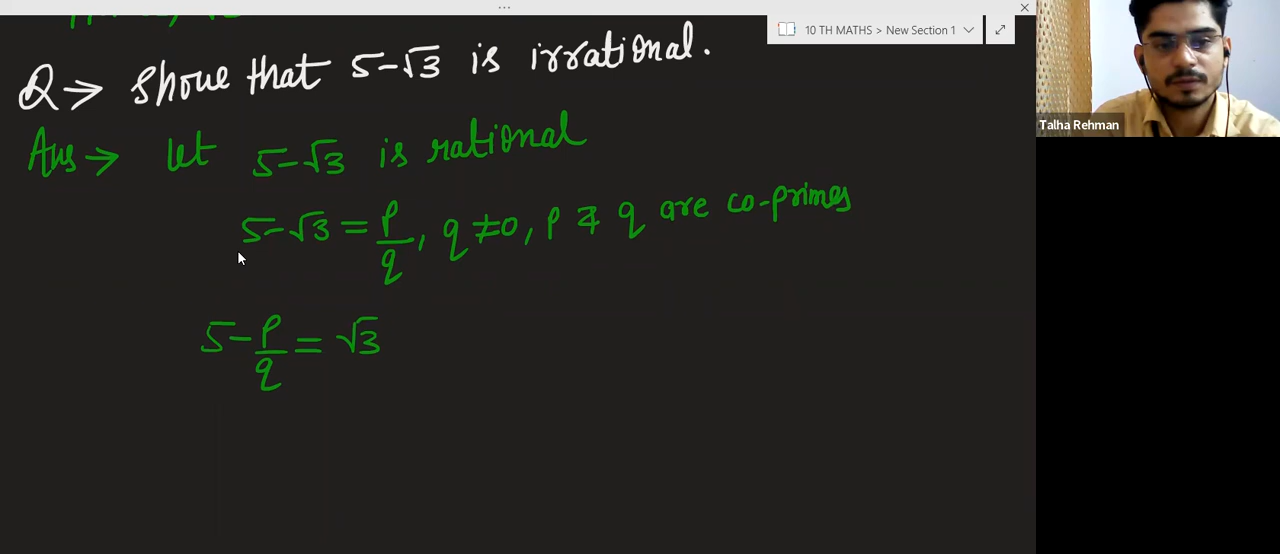 10 TH MATHS > New Section 1
Q→ Show that 5-√3 is irrational.
Talha Rehman
Ans→ let 5-√3 is rational
5-√3 = p/q, q≠0, p & q are co-primes
5-p/q = √3